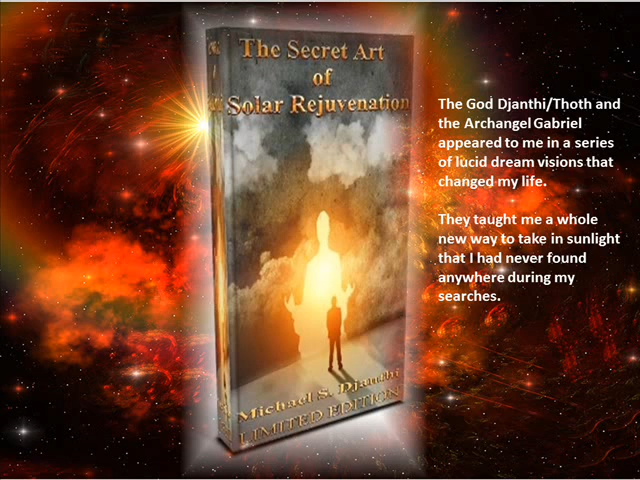 The Secret Art
of
Solar Rejuvenation
Michael S. Djanthi
LIMITED EDITION
The God Djanthi/Thoth and
the Archangel Gabriel
appeared to me in a series
of lucid dream visions that
changed my life.
They taught me a whole
new way to take in sunlight
that I had never found
anywhere during my
searches.